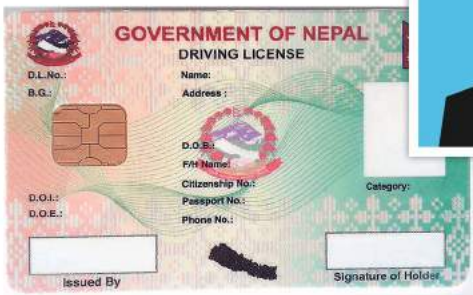 GOVERNMENT OF NEPAL
DRIVING LICENSE
D.L.No.: Name:
B.G.: Address :
D.O.B.:
F/H Name:
Citizenship No.: Category:
D.O.I.: Passport No.:
D.O.E.: Phone No.:
Issued By Signature of Holder